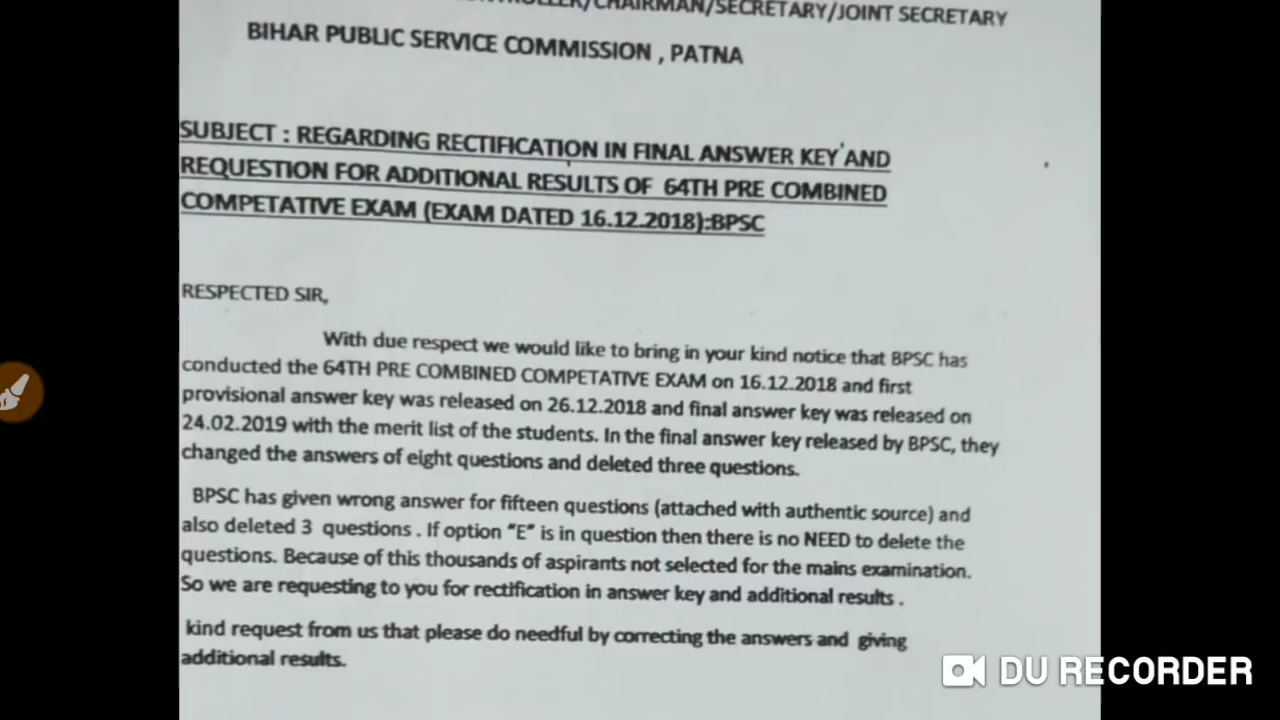 CONTROLLER/CHAIRMAN/SECRETARY/JOINT SECRETARY
BIHAR PUBLIC SERVICE COMMISSION , PATNA
SUBJECT : REGARDING RECTIFICATION IN FINAL ANSWER KEY AND
REQUESTION FOR ADDITIONAL RESULTS OF 64TH PRE COMBINED
COMPETATIVE EXAM (EXAM DATED 16.12.2018):BPSC
RESPECTED SIR,
With due respect we would like to bring in your kind notice that BPSC has
conducted the 64TH PRE COMBINED COMPETATIVE EXAM on 16.12.2018 and first
provisional answer key was released on 26.12.2018 and final answer key was released on
24.02.2019 with the merit list of the students. In the final answer key released by BPSC, they
changed the answers of eight questions and deleted three questions.
BPSC has given wrong answer for fifteen questions (attached with authentic source) and
also deleted 3 questions . If option "E" is in question then there is no NEED to delete the
questions. Because of this thousands of aspirants not selected for the mains examination.
So we are requesting to you for rectification in answer key and additional results .
kind request from us that please do needful by correcting the answers and giving
additional results.
DU RECORDER